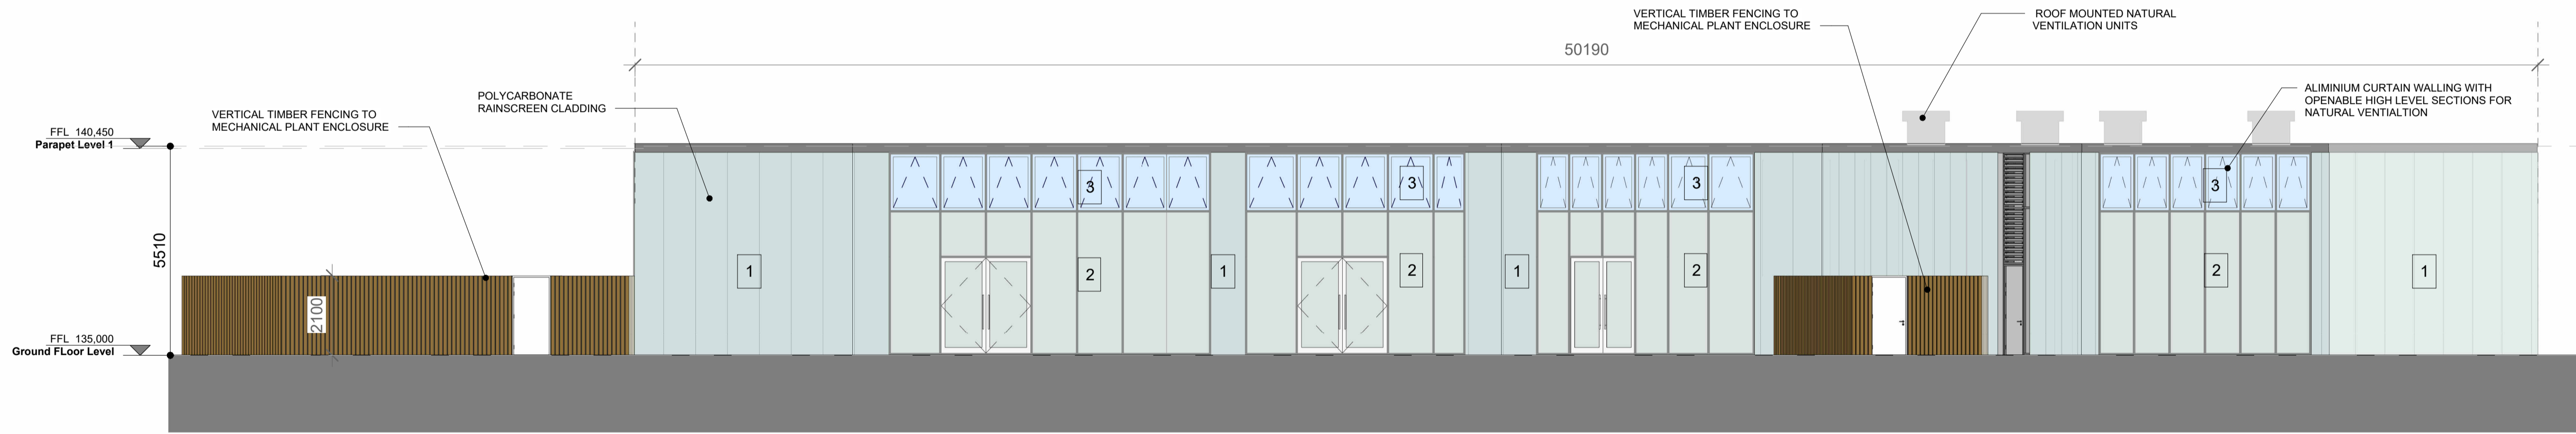 VERTICAL TIMBER FENCING TO
MECHANICAL PLANT ENCLOSURE
ROOF MOUNTED NATURAL
VENTILATION UNITS
50190
POLYCARBONATE
RAINSCREEN CLADDING
ALIMINIUM CURTAIN WALLING WITH
OPENABLE HIGH LEVEL SECTIONS FOR
NATURAL VENTIALTION
VERTICAL TIMBER FENCING TO
MECHANICAL PLANT ENCLOSURE
FFL 140,450
Parapet Level 1
3
3
3
3
5510
1
2
1
2
1
2
2
1
2100
FFL 135,000
Ground FLoor Level